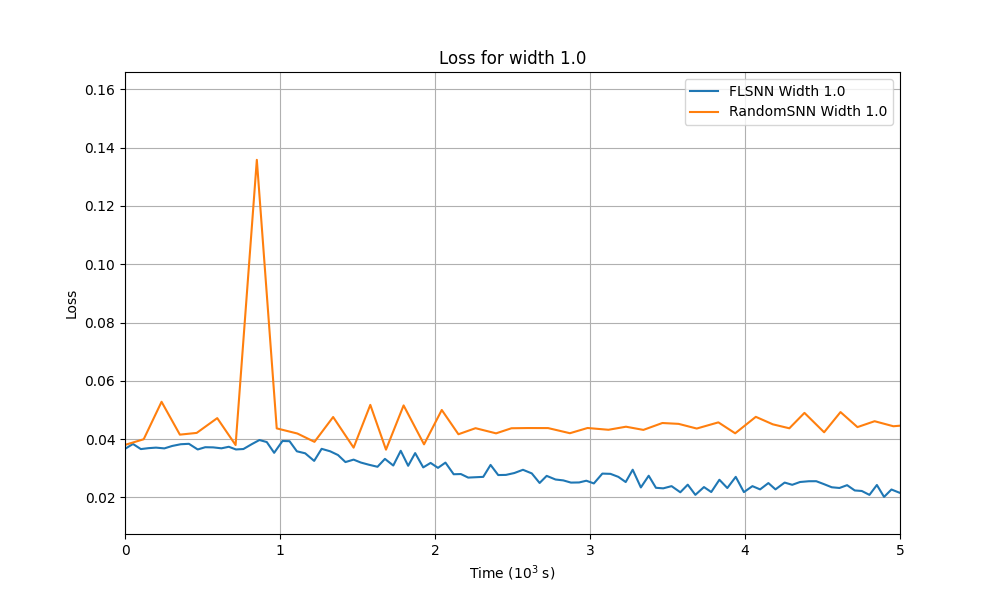 Loss for width 1.0
FLSNN Width 1.0
RandomSNN Width 1.0
0.16
0.14
0.12
0.10
0.08
0.06
0.04
0.02
Loss
0 1 2 3 4 5
Time (10³ s)